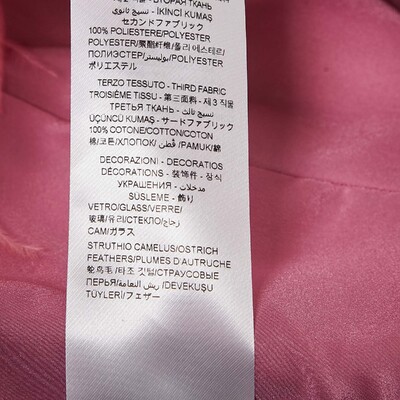 ВТОРАЯ ТКАНЬ
نسيج ثانوي - İKİNCİ KUMAŞ
セカンドファブリック
100% POLIESTERE/POLYESTER
POLYESTER/聚酯纤维/폴리에스테르/
ПОЛИЭСТЕР/بوليستر/POLYESTER
ポリエステル
TERZO TESSUTO - THIRD FABRIC
TROISIÈME TISSU - 第三面料 - 제3 직물
ТРЕТЬЯ ТКАНЬ - نسيج ثالث
ÜÇÜNCÜ KUMAŞ - サードファブリック
100% COTONE/COTTON/COTON
棉/코튼/ХЛОПОК/قطن/PAMUK/綿
DECORAZIONI - DECORATIOS
DÉCORATIONS - 装饰件 - 장식
УКРАШЕНИЯ - مدخلات
SÜSLEME - 飾り
VETRO/GLASS/VERRE/
玻璃/유리/СТЕКЛО/زجاج/
CAM/ガラス
STRUTHIO CAMELUS/OSTRICH
FEATHERS/PLUMES D'AUTRUCHE
鸵鸟毛/타조 깃털/СТРАУСОВЫЕ
ПЕРЬЯ/ريش النعامة/DEVEKUŞU
TÜYLERİ/フェザー